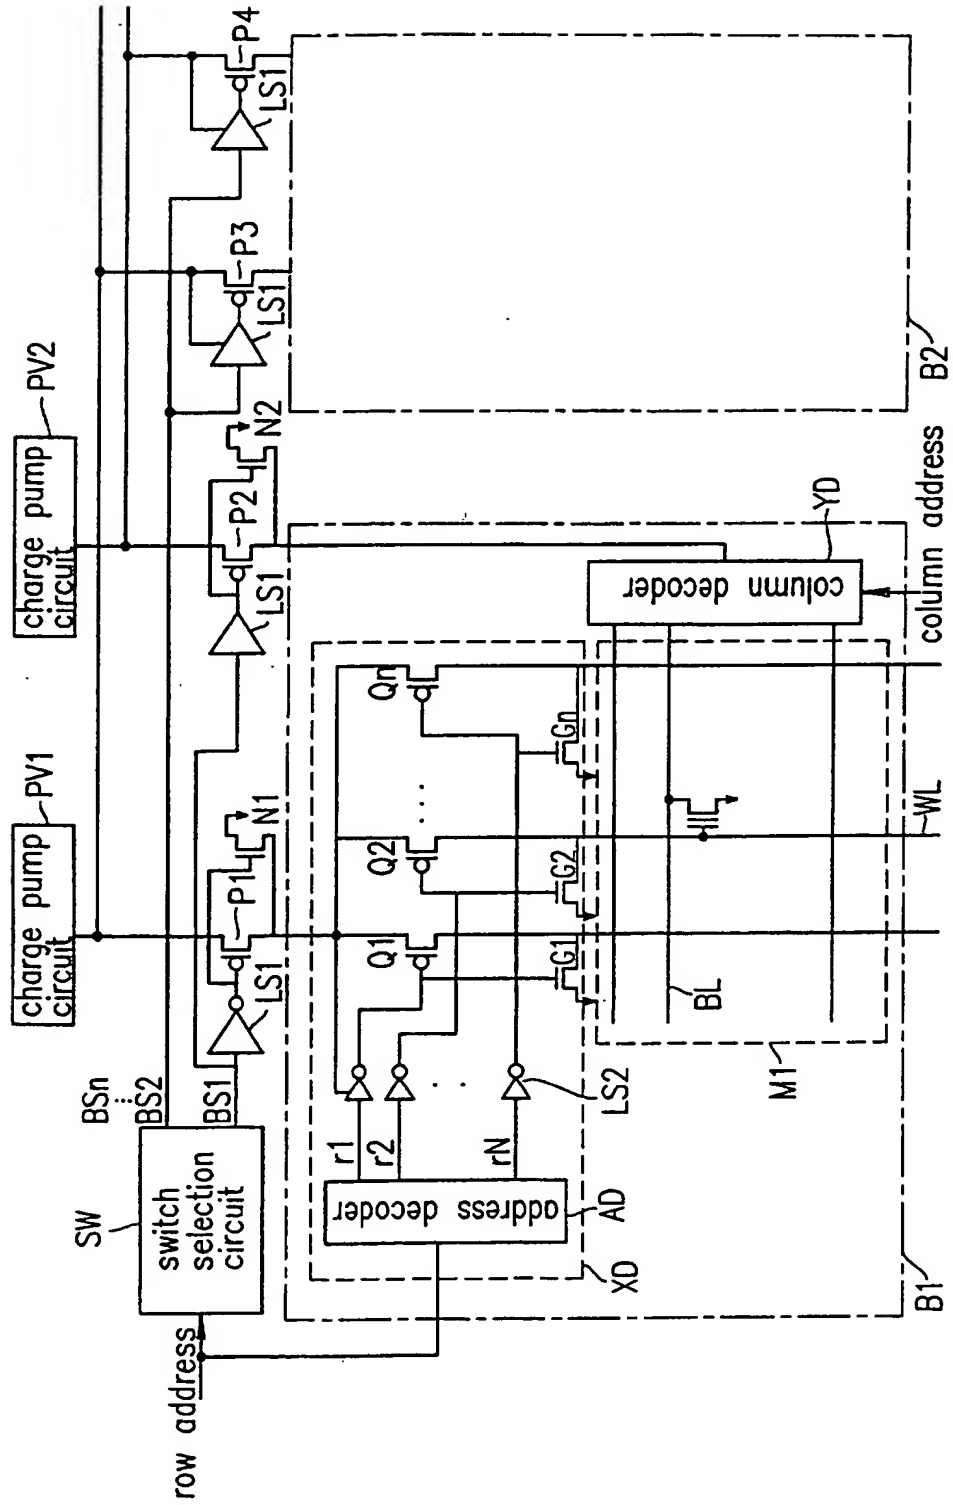 charge pump
circuit
PV1
charge pump
circuit
PV2
row address
SW
switch
selection
circuit
BSn
BS2
BS1
LS1
P1
N1
LS1
P2
N2
LS1
P3
LS1
P4
address decoder
AD
r1
r2
rN
LS2
Q1
Q2
Qn
G1
G2
Gn
XD
column decoder
YD
column address
BL
WL
M1
B1
B2